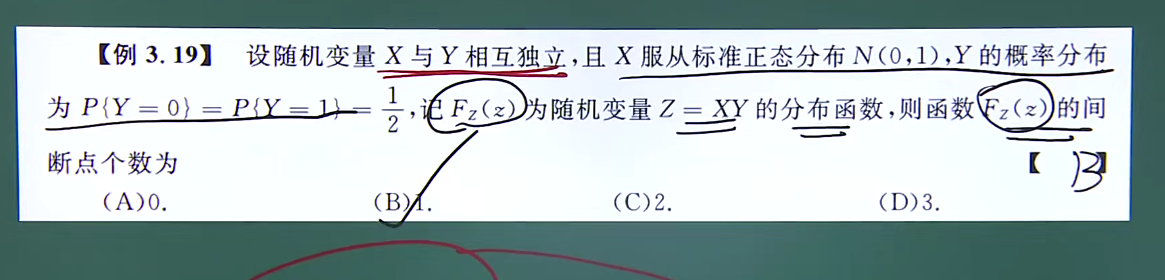 【例 3.19】 设随机变量 X 与 Y 相互独立,且 X 服从标准正态分布 N(0,1),Y 的概率分布
为 P{Y=0}=P{Y=1}=1/2,记 F_Z(z) 为随机变量 Z=XY 的分布函数,则函数 F_Z(z) 的间
断点个数为 【 B 】
(A)0. (B)1. (C)2. (D)3.